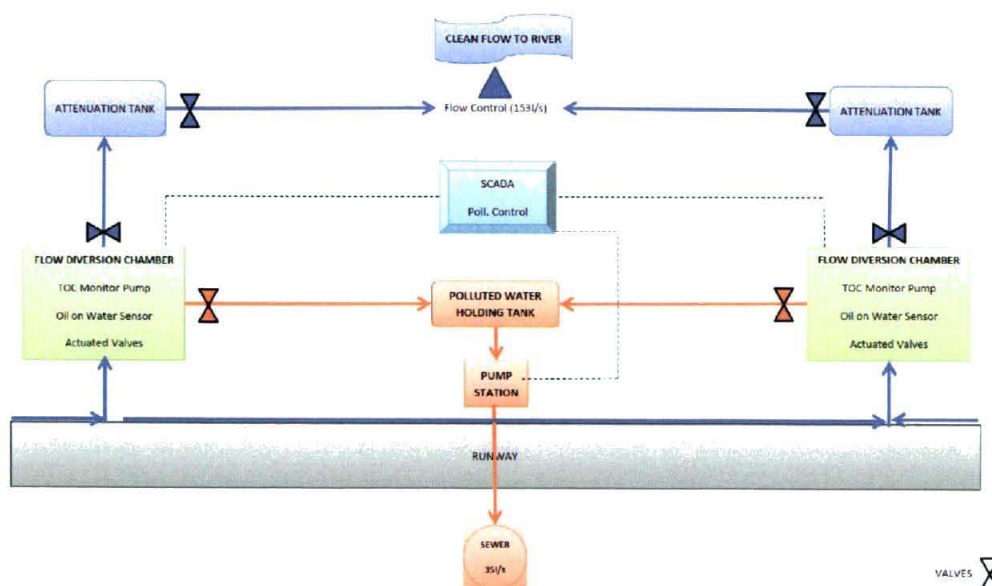 CLEAN FLOW TO RIVER
ATTENUATION TANK
Flow Control (153l/s)
ATTENUATION TANK
SCADA
Poll. Control
FLOW DIVERSION CHAMBER
TOC Monitor Pump
Oil on Water Sensor
Actuated Valves
POLLUTED WATER
HOLDING TANK
FLOW DIVERSION CHAMBER
TOC Monitor Pump
Oil on Water Sensor
Actuated Valves
PUMP
STATION
RUNWAY
SEWER
35l/s
VALVES